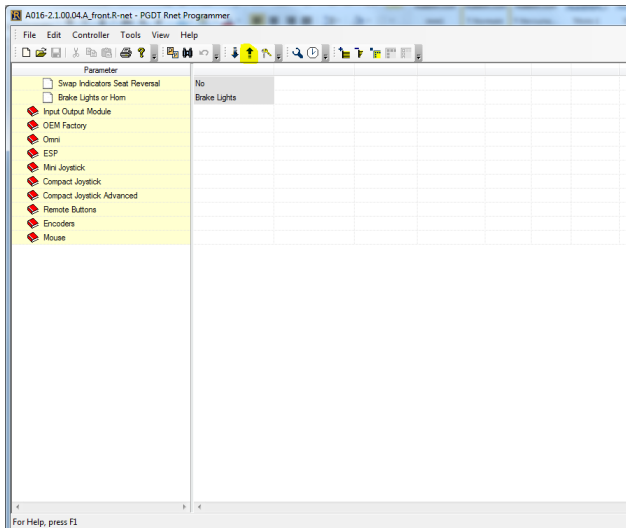 A016-2.1.00.04.A_front.R-net - PGDT Rnet Programmer
File Edit Controller Tools View Help
Parameter
Swap Indicators Seat Reversal No
Brake Lights or Horn Brake Lights
Input Output Module
OEM Factory
Omni
ESP
Mini Joystick
Compact Joystick
Compact Joystick Advanced
Remote Buttons
Encoders
Mouse
For Help, press F1